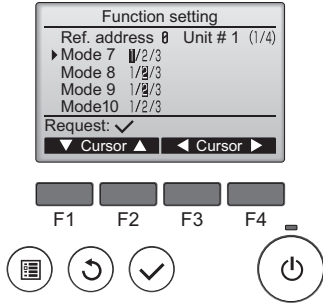 Function setting
Ref. address 0 Unit # 1 (1/4)
Mode 7 1/2/3
Mode 8 1/2/3
Mode 9 1/2/3
Mode10 1/2/3
Request: ✓
▼ Cursor ▲ ◀ Cursor ▶
F1 F2 F3 F4